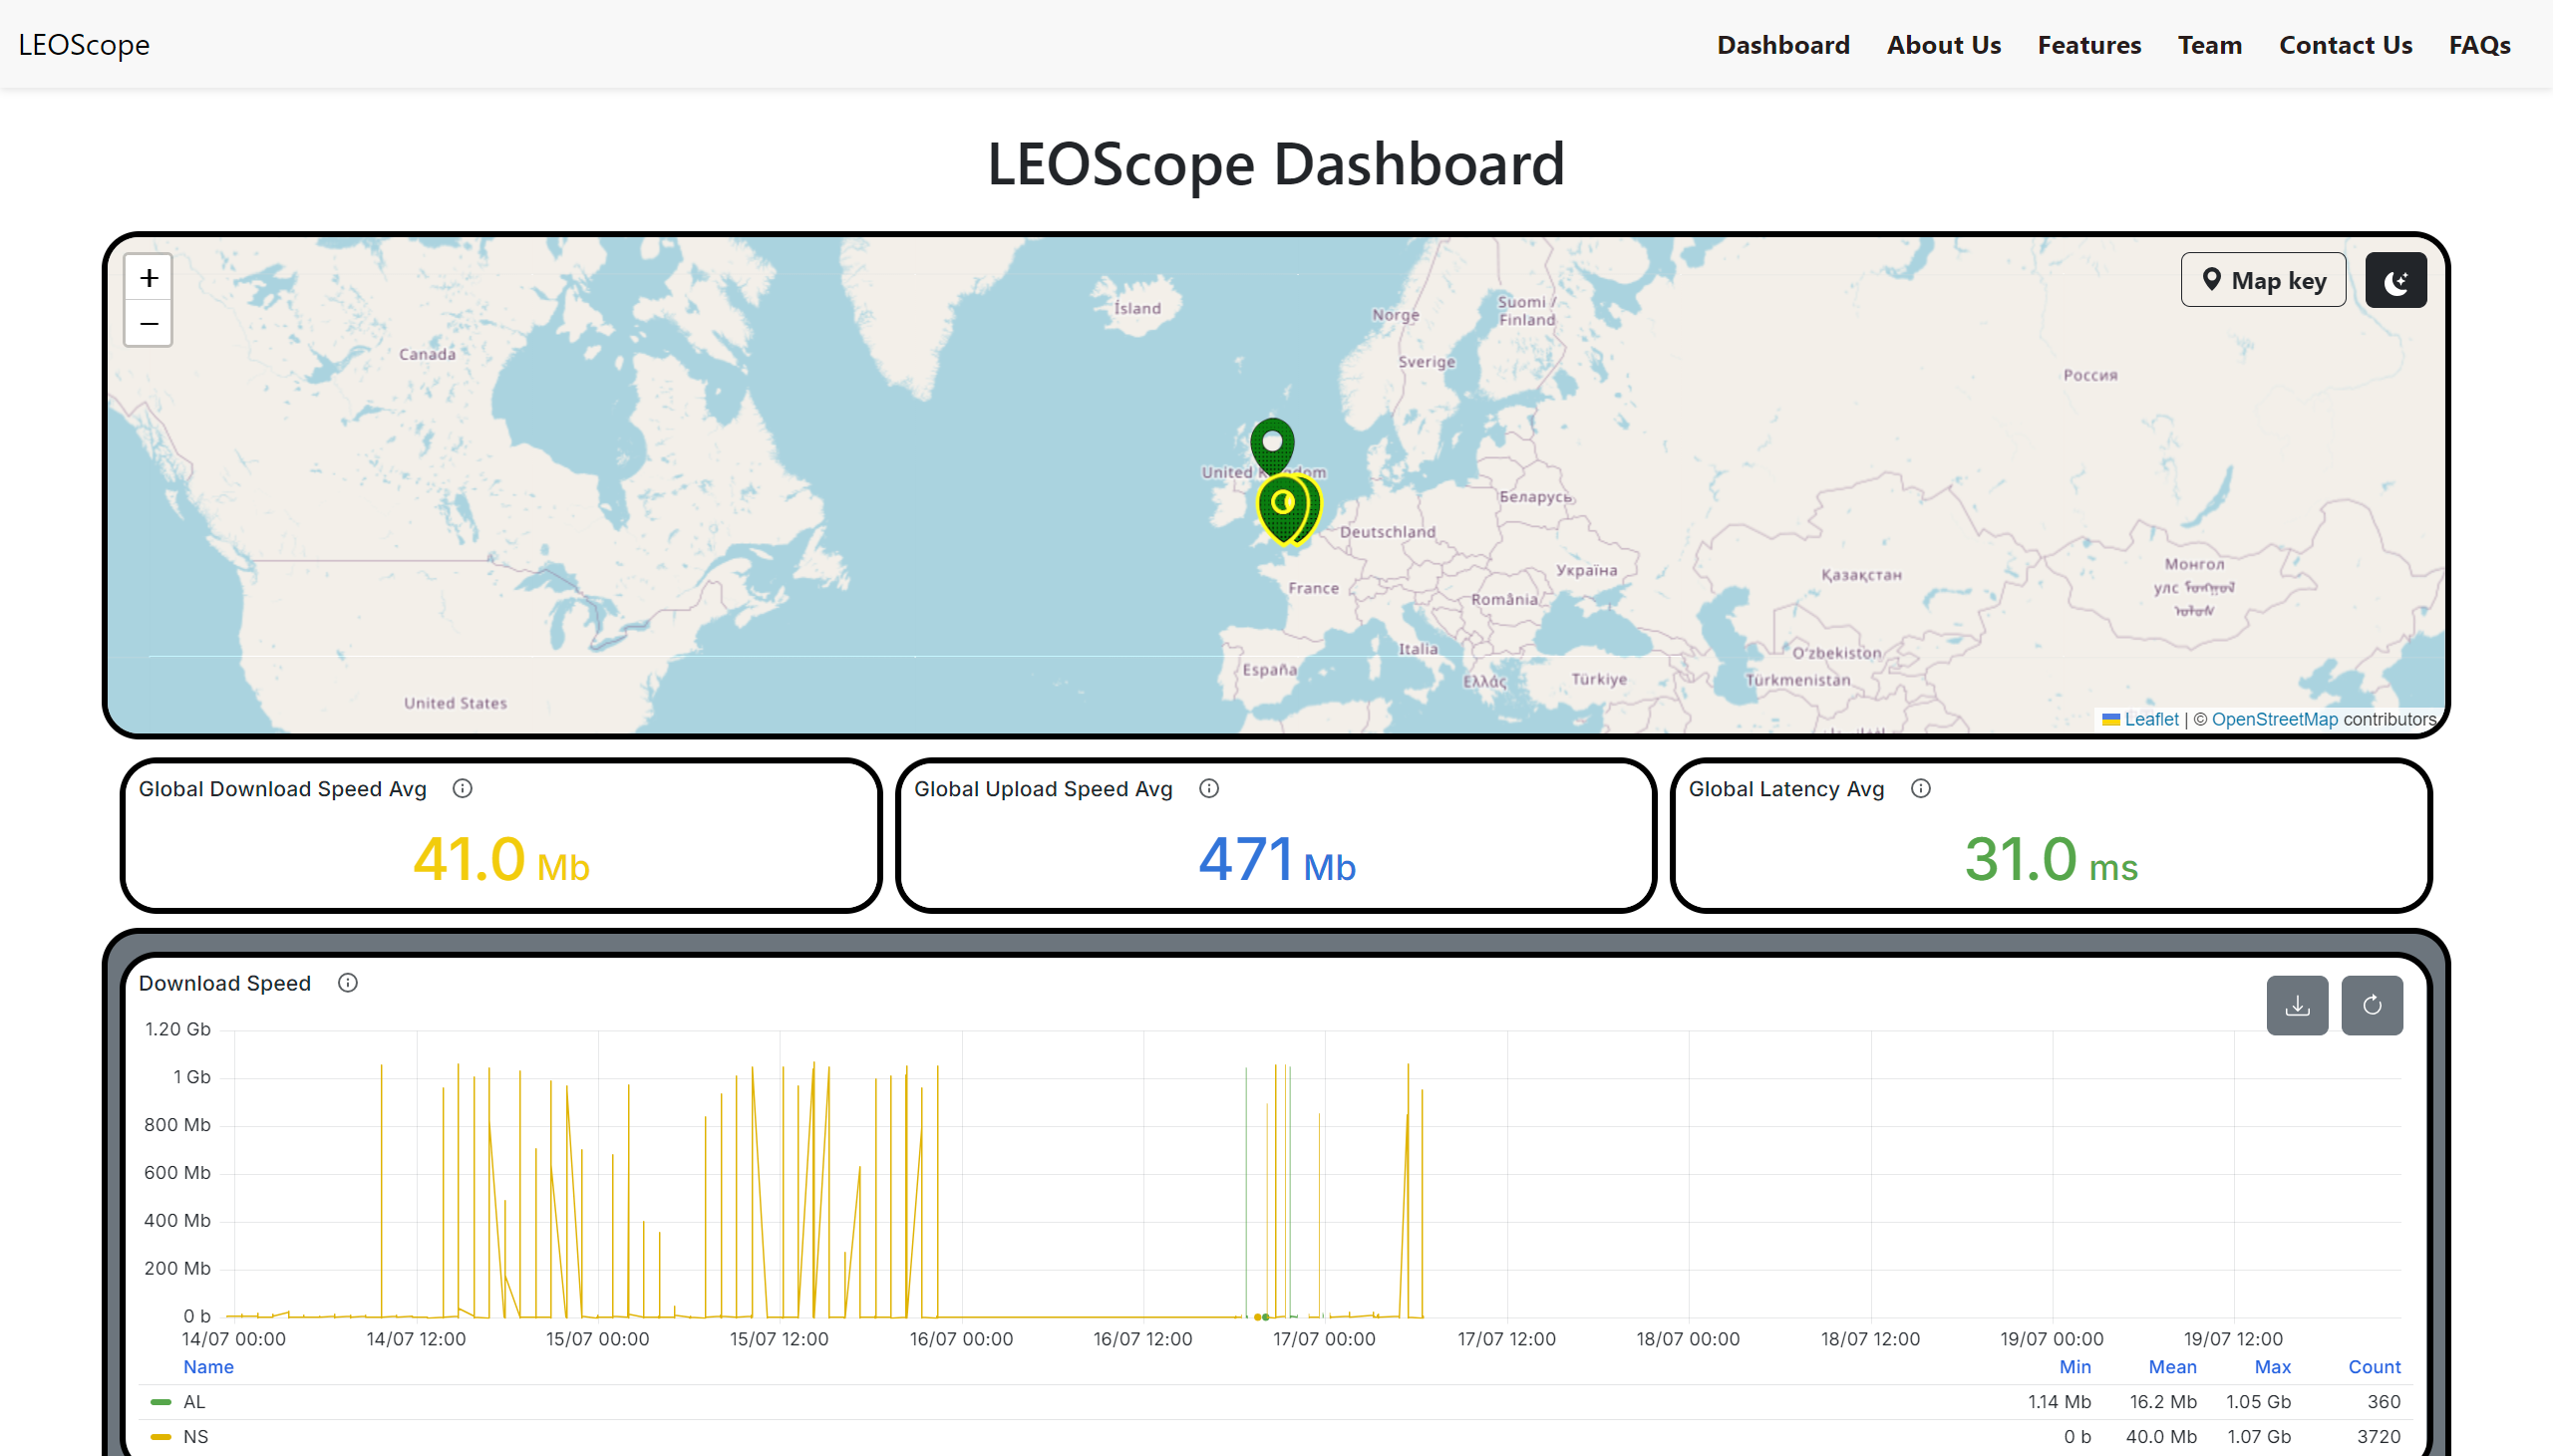 LEOScope
Dashboard About Us Features Team Contact Us FAQs
LEOScope Dashboard
+
−
Map key
Ísland
Norge
Suomi /
Finland
Sverige
Canada
Россия
United Kingdom
Беларусь
Deutschland
Україна
Қазақстан
Монгол
улс
France
România
Italia
O'zbekiston
España
Ελλάς
Türkiye
Türkmenistan
United States
Leaflet | © OpenStreetMap contributors
Global Download Speed Avg
41.0 Mb
Global Upload Speed Avg
471 Mb
Global Latency Avg
31.0 ms
Download Speed
1.20 Gb
1 Gb
800 Mb
600 Mb
400 Mb
200 Mb
0 b
14/07 00:00 14/07 12:00 15/07 00:00 15/07 12:00 16/07 00:00 16/07 12:00 17/07 00:00 17/07 12:00 18/07 00:00 18/07 12:00 19/07 00:00 19/07 12:00
Name Min Mean Max Count
AL 1.14 Mb 16.2 Mb 1.05 Gb 360
NS 0 b 40.0 Mb 1.07 Gb 3720